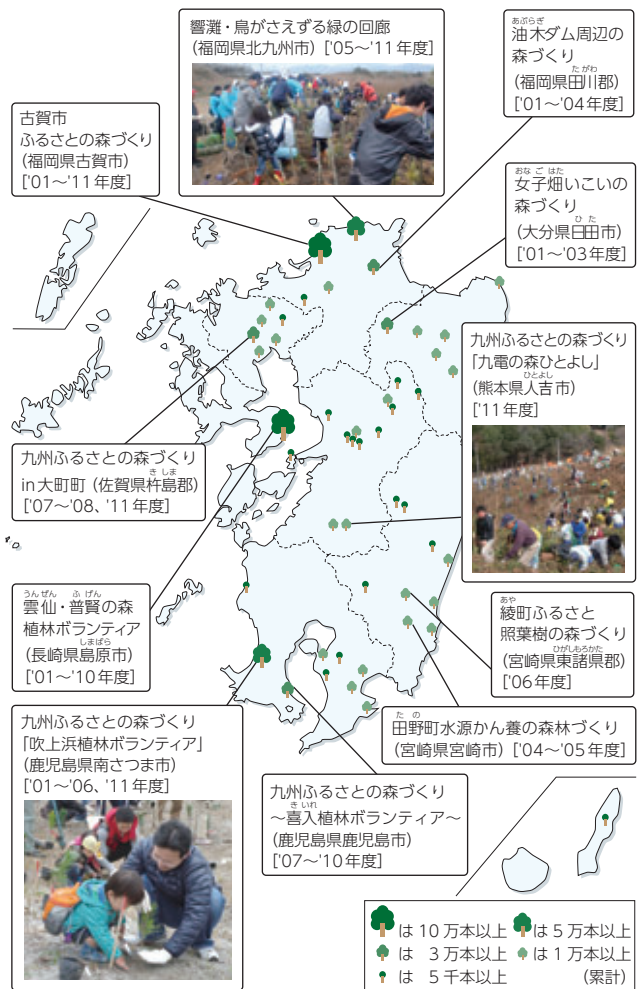 響灘・鳥がさえずる緑の回廊
(福岡県北九州市) ['05～'11年度]
あぶらぎ
油木ダム周辺の
森づくり
たがわ
(福岡県田川郡)
['01～'04年度]
古賀市
ふるさとの森づくり
(福岡県古賀市)
['01～'11年度]
おなごはた
女子畑いこいの
森づくり
ひた
(大分県日田市)
['01～'03年度]
九州ふるさとの森づくり
「九電の森ひとよし」
ひとよし
(熊本県人吉市)
['11年度]
九州ふるさとの森づくり
きしま
in大町町 (佐賀県杵島郡)
['07～'08、'11年度]
うんぜん ふげん
雲仙・普賢の森
植林ボランティア
しまばら
(長崎県島原市)
['01～'10年度]
あや
綾町ふるさと
照葉樹の森づくり
ひがしもろかた
(宮崎県東諸県郡)
['06年度]
たの
田野町水源かん養の森林づくり
(宮崎県宮崎市) ['04～'05年度]
九州ふるさとの森づくり
「吹上浜植林ボランティア」
(鹿児島県南さつま市)
['01～'06、'11年度]
九州ふるさとの森づくり
きいれ
～喜入植林ボランティア～
(鹿児島県鹿児島市)
['07～'10年度]
は 10 万本以上 は 5 万本以上
は 3 万本以上 は 1 万本以上
は 5 千本以上 (累計)